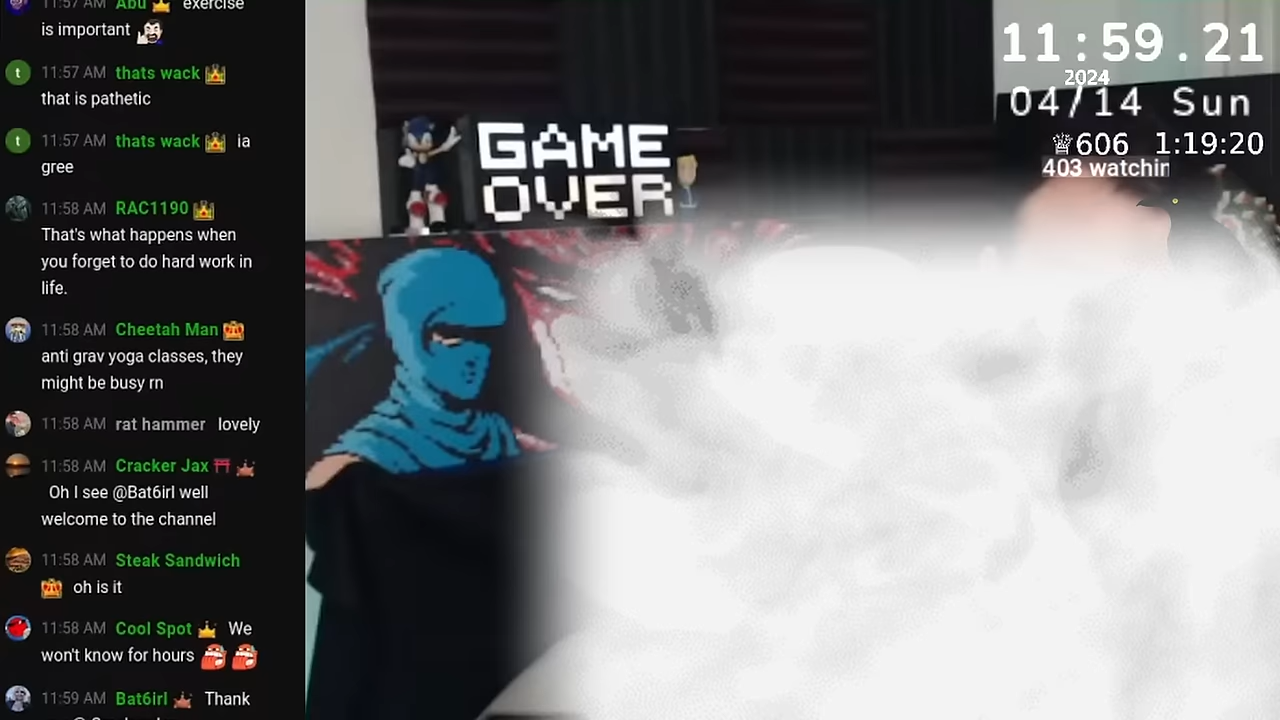 11:57 AM Abu exercise
is important
11:57 AM thats wack
that is pathetic
11:57 AM thats wack ia
gree
11:58 AM RAC1190
That's what happens when
you forget to do hard work in
life.
11:58 AM Cheetah Man
anti grav yoga classes, they
might be busy rn
11:58 AM rat hammer lovely
11:58 AM Cracker Jax
Oh I see @Bat6irl well
welcome to the channel
11:58 AM Steak Sandwich
oh is it
11:58 AM Cool Spot We
won't know for hours
11:59 AM Bat6irl Thank
t
t
GAME
OVER
11:59.21
2024
04/14 Sun
♕606 1:19:20
403 watchin